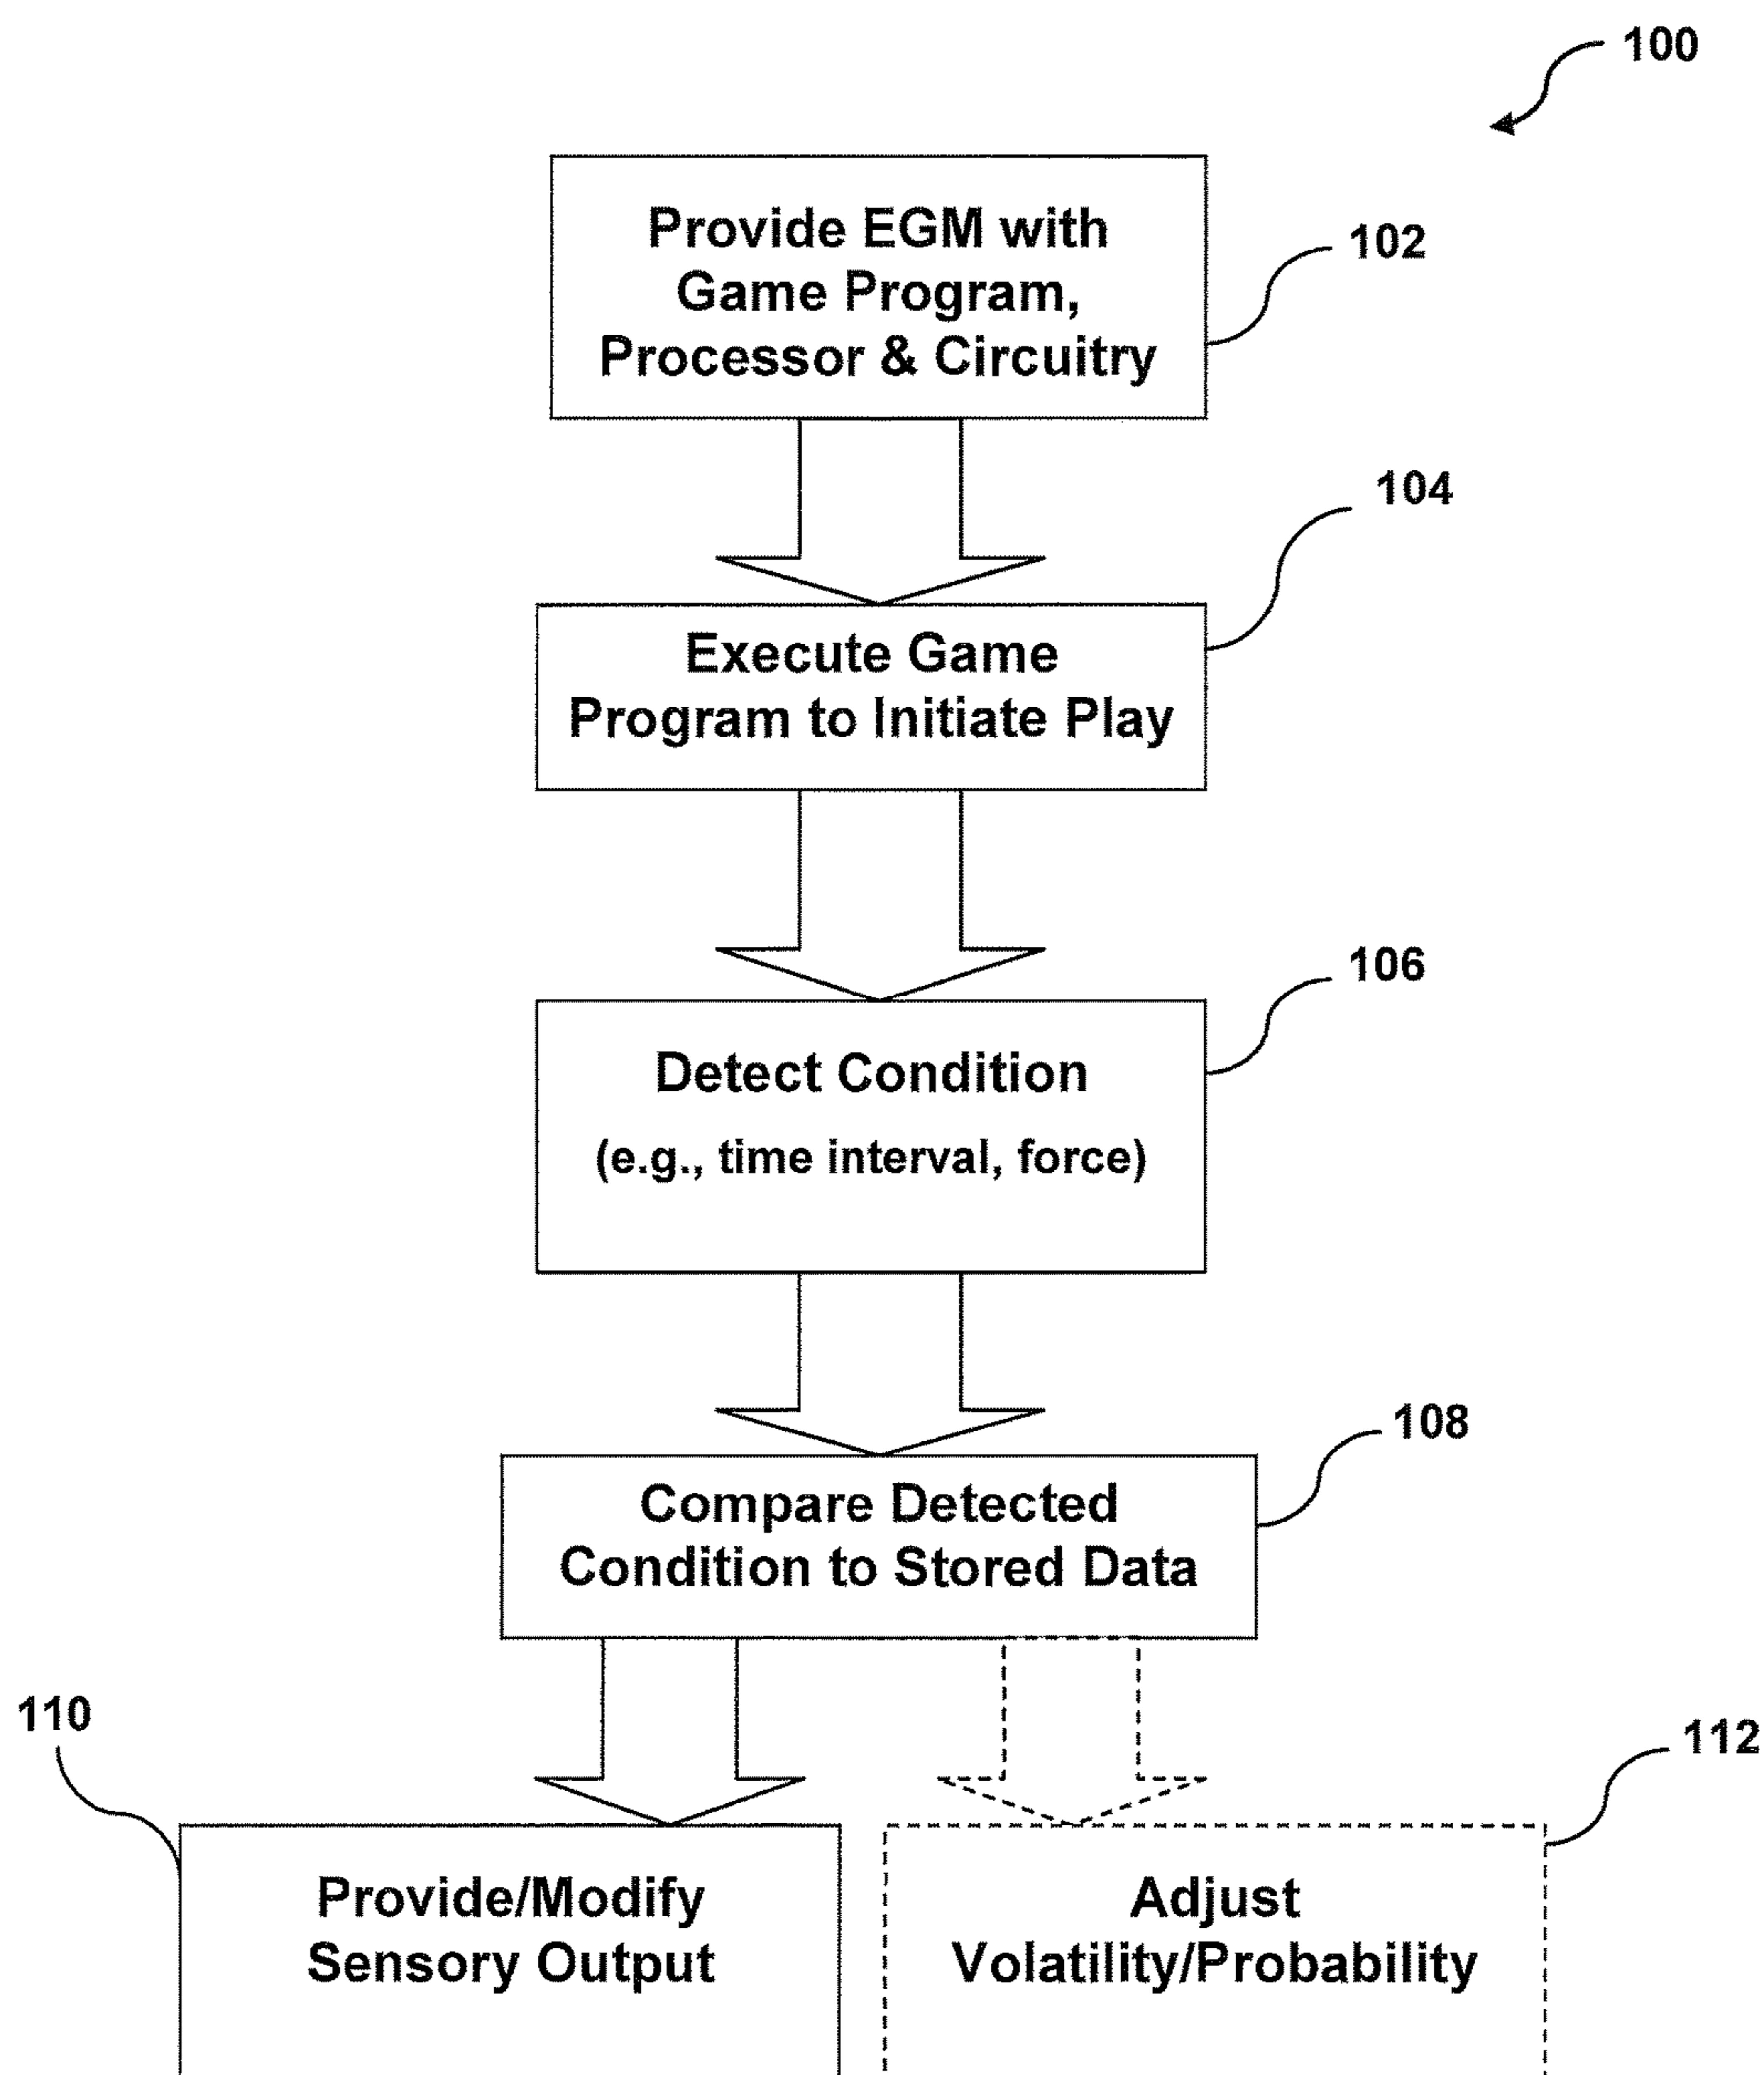 100
Provide EGM with
Game Program,
Processor & Circuitry
102
104
Execute Game
Program to Initiate Play
106
Detect Condition
(e.g., time interval, force)
108
Compare Detected
Condition to Stored Data
110
112
Provide/Modify
Sensory Output
Adjust
Volatility/Probability